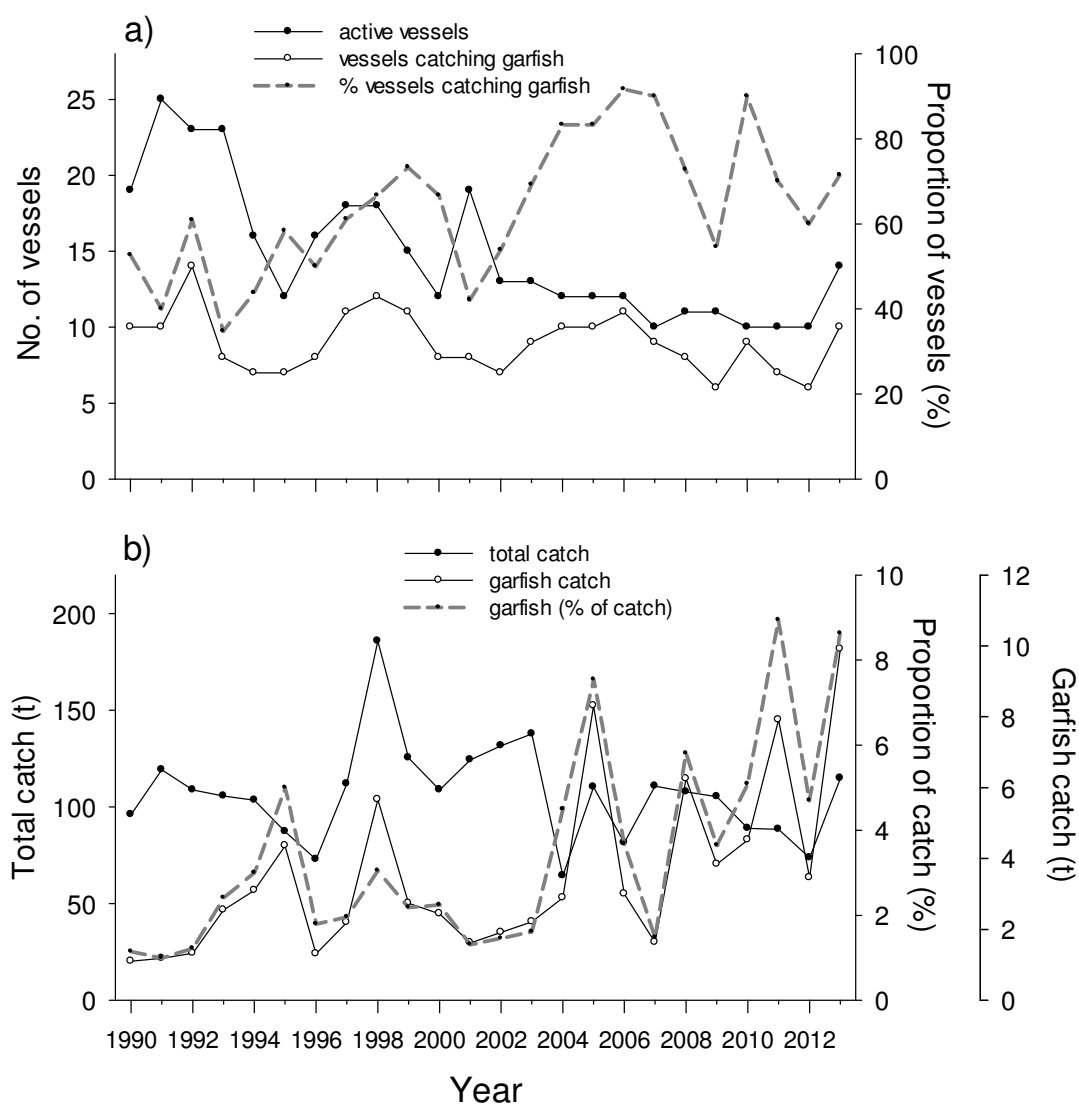 a)
active vessels
vessels catching garfish
% vessels catching garfish
No. of vessels
25
20
15
10
5
0
100
80
60
40
20
0
Proportion of vessels (%)
b)
total catch
garfish catch
garfish (% of catch)
Total catch (t)
200
150
100
50
0
10
8
6
4
2
0
Proportion of catch (%)
12
10
8
6
4
2
0
Garfish catch (t)
1990 1992 1994 1996 1998 2000 2002 2004 2006 2008 2010 2012
Year